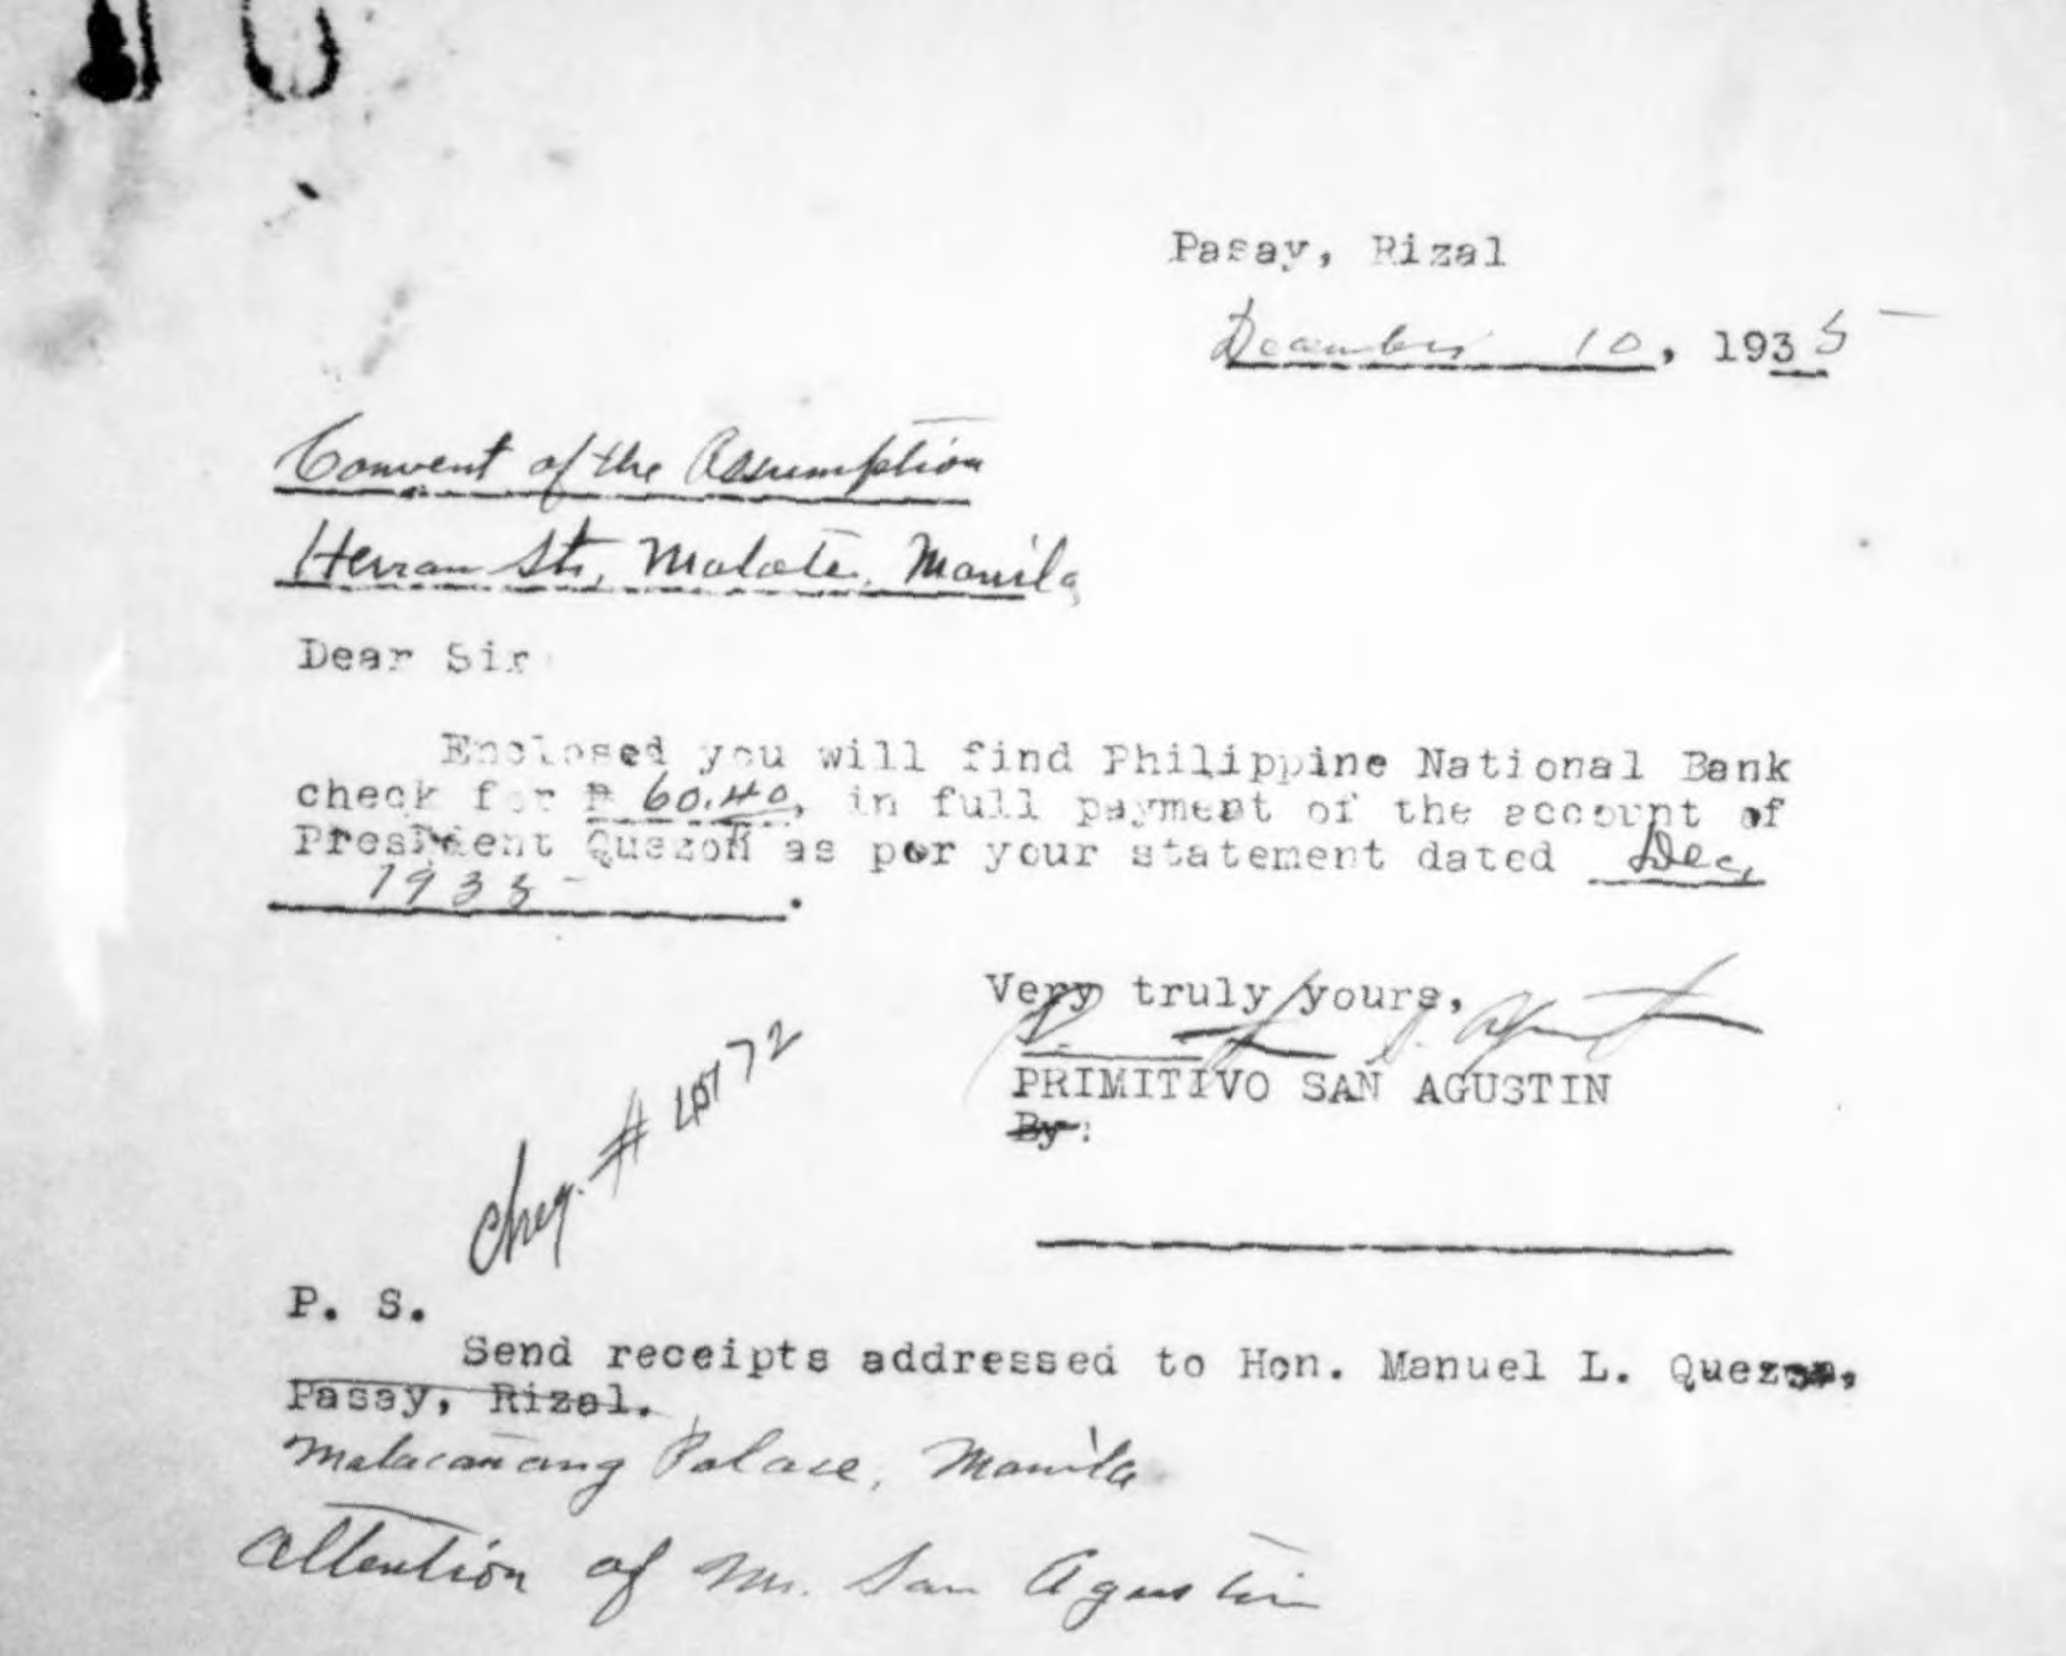 Pasay, Rizal
December 10, 1935
Convent of the Assumption
Herran St., Malate, Manila
Dear Sir
Enclosed you will find Philippine National Bank
check for ₱ 60.40, in full payment of the account of
President Quezon as per your statement dated Dec,
1935.
Very truly yours,
PRIMITIVO SAN AGUSTIN
By:
Cheq. #
P. S.
Send receipts addressed to Hon. Manuel L. Quezon,
Pasay, Rizal.
Malacañang Palace, Manila
Attention of Mr. San Agustin